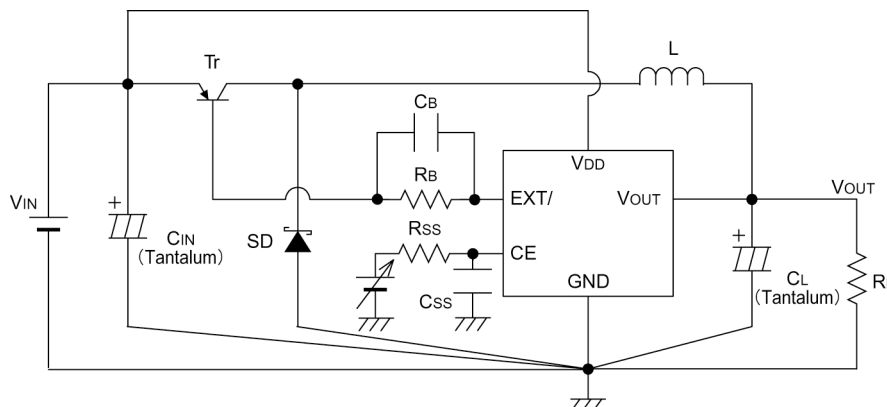 L
Tr
CB
VDD
RB
VIN
+
CIN
(Tantalum)
SD
EXT/
VOUT
VOUT
RSS
CE
CSS
GND
+
CL
(Tantalum)
R